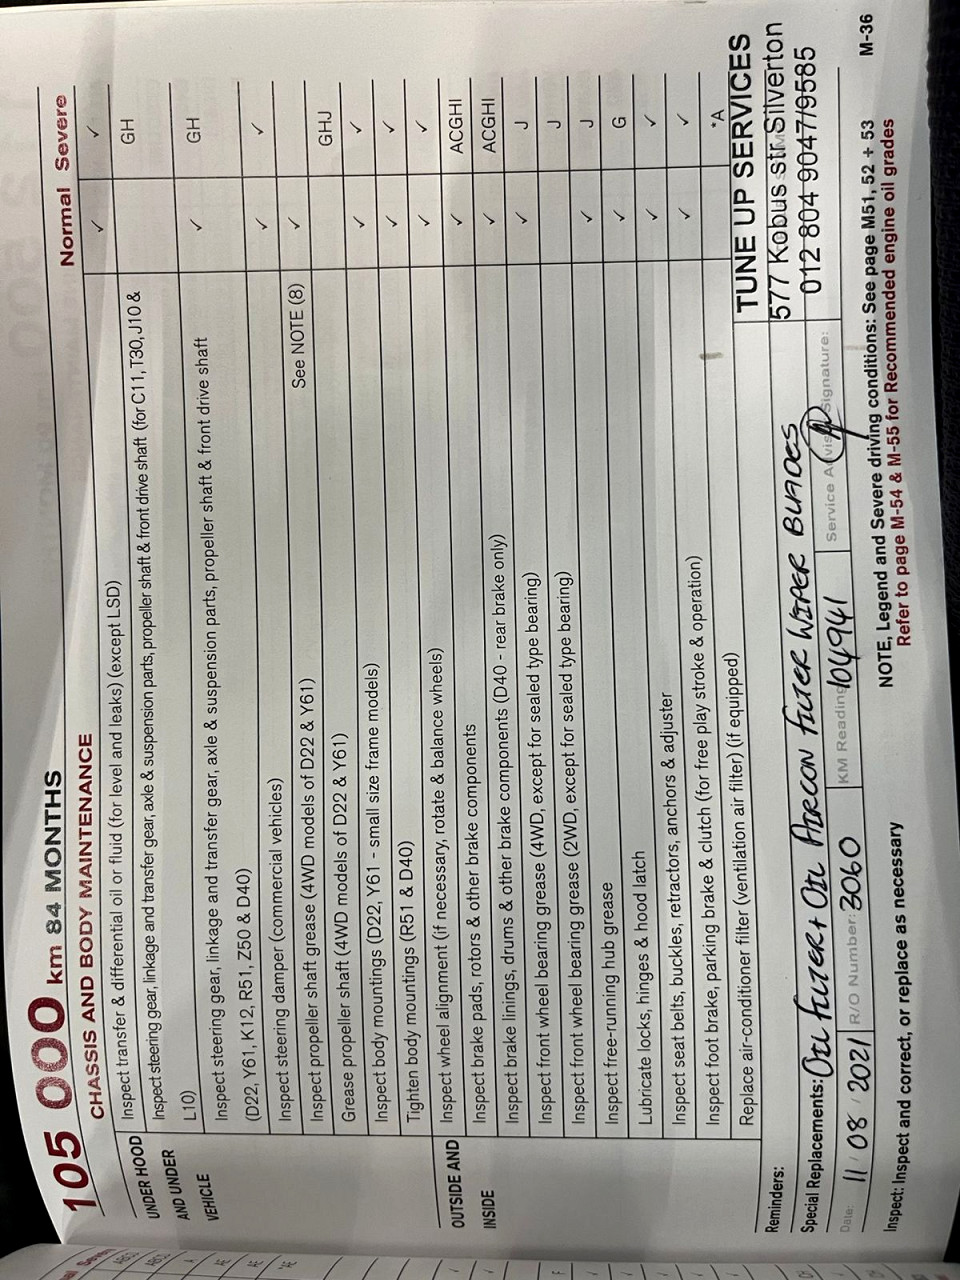 105 000 km 84 MONTHS
CHASSIS AND BODY MAINTENANCE Normal Severe
UNDER HOOD Inspect transfer & differential oil or fluid (for level and leaks) (except LSD) ✓ ✓
AND UNDER Inspect steering gear, linkage and transfer gear, axle & suspension parts, propeller shaft & front drive shaft (for C11, T30, J10 & GH
VEHICLE L10)
Inspect steering gear, linkage and transfer gear, axle & suspension parts, propeller shaft & front drive shaft ✓ GH
(D22, Y61, K12, R51, Z50 & D40)
Inspect steering damper (commercial vehicles) ✓ ✓
Inspect propeller shaft grease (4WD models of D22 & Y61) See NOTE (8) ✓
Grease propeller shaft (4WD models of D22 & Y61) GHJ
Inspect body mountings (D22, Y61 - small size frame models) ✓ ✓
Tighten body mountings (R51 & D40) ✓ ✓
OUTSIDE AND Inspect wheel alignment (if necessary, rotate & balance wheels) ✓ ✓
INSIDE Inspect brake pads, rotors & other brake components ✓ ACGHI
Inspect brake linings, drums & other brake components (D40 - rear brake only) ✓ ACGHI
Inspect front wheel bearing grease (4WD, except for sealed type bearing) ✓ J
Inspect front wheel bearing grease (2WD, except for sealed type bearing) J
Inspect free-running hub grease ✓ J
Lubricate locks, hinges & hood latch ✓ G
Inspect seat belts, buckles, retractors, anchors & adjuster ✓ ✓
Inspect foot brake, parking brake & clutch (for free play stroke & operation) ✓ ✓
Replace air-conditioner filter (ventilation air filter) (if equipped) *A
Reminders: TUNE UP SERVICES
577 Kobus str Silverton
012 804 9047/9585
Special Replacements: OIL FILTER + OIL AIRCON FILTER WIPER BLADES
Date: 11/08/2021 R/O Number: 3060 KM Reading 104941 Service Advisor Signature:
Inspect: Inspect and correct, or replace as necessary NOTE, Legend and Severe driving conditions: See page M51, 52 + 53
Refer to page M-54 & M-55 for Recommended engine oil grades
M-36